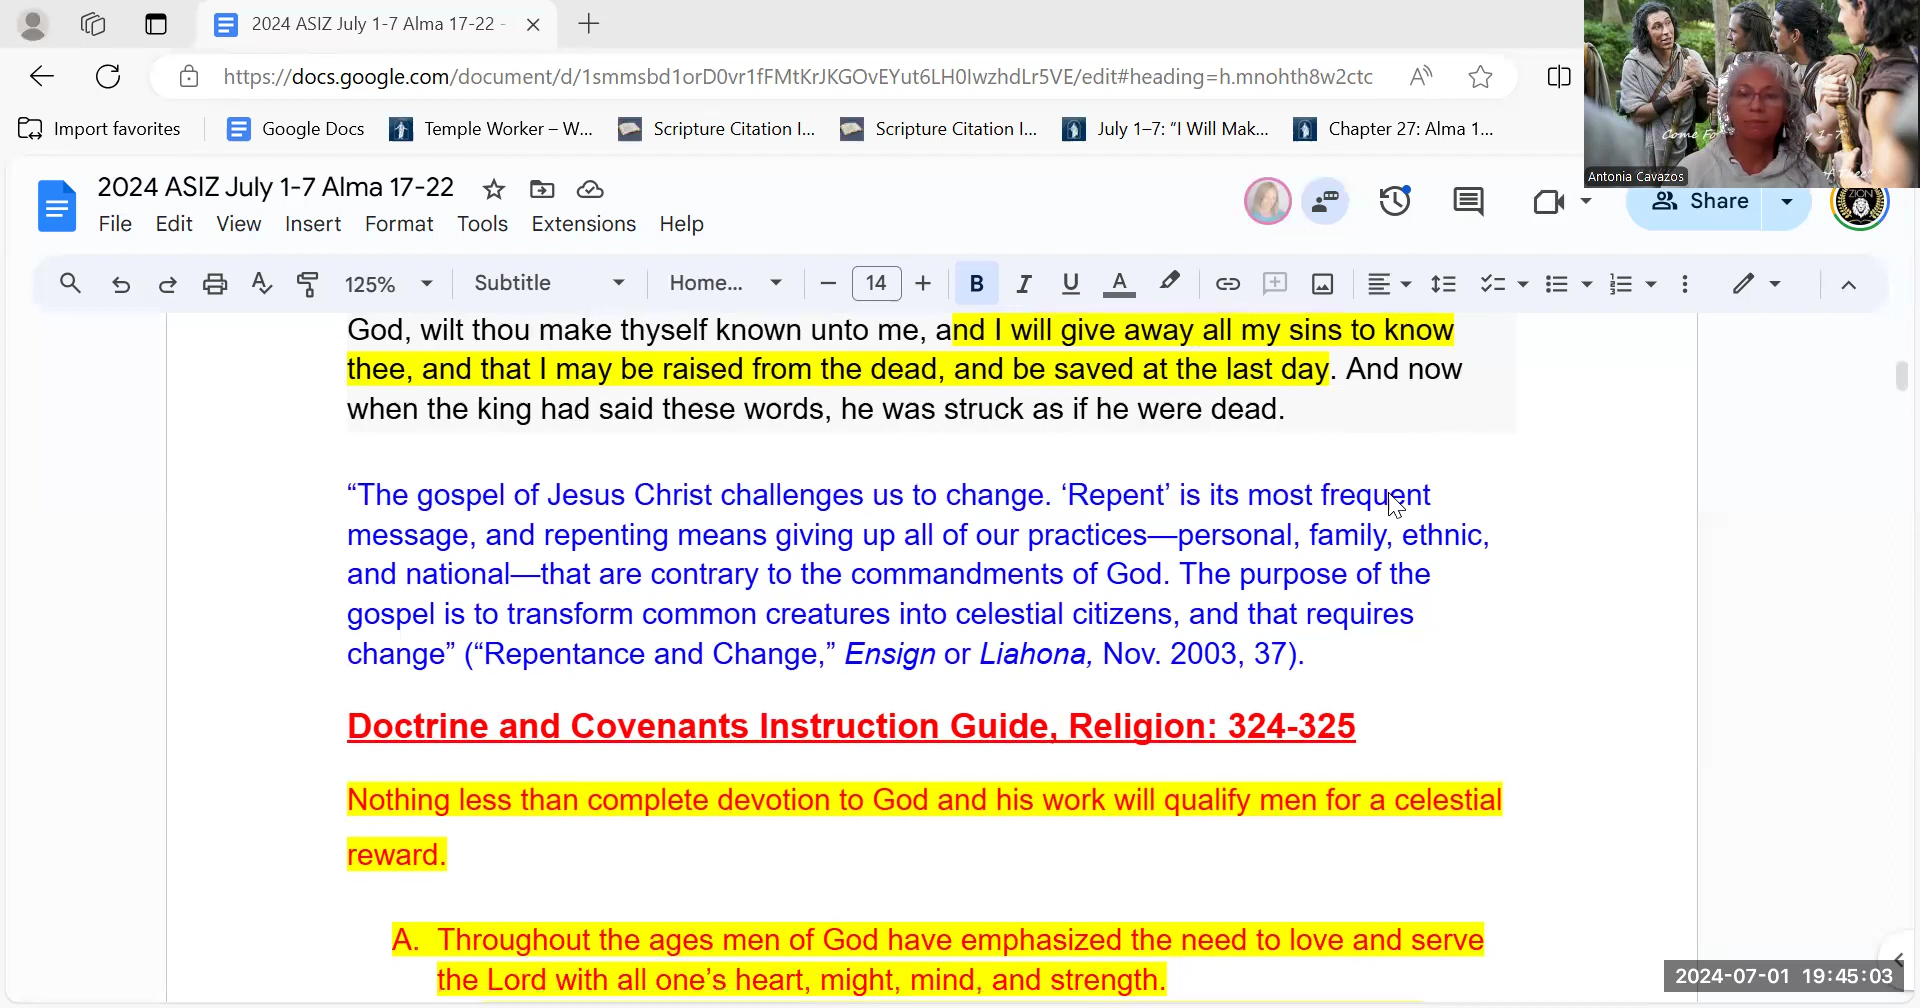 2024 ASIZ July 1-7 Alma 17-22 -
https://docs.google.com/document/d/1smmsbd1orD0vr1fFMtKrJKGOvEYut6LH0IwzhdLr5VE/edit#heading=h.mnohth8w2ctc
Import favorites
Google Docs
Temple Worker – W...
Scripture Citation I...
Scripture Citation I...
July 1–7: “I Will Mak...
Chapter 27: Alma 1...
Antonia Cavazos
2024 ASIZ July 1-7 Alma 17-22
File Edit View Insert Format Tools Extensions Help
Share
ZION
125% Subtitle Home... 14 B I U A
God, wilt thou make thyself known unto me, and I will give away all my sins to know
thee, and that I may be raised from the dead, and be saved at the last day. And now
when the king had said these words, he was struck as if he were dead.
“The gospel of Jesus Christ challenges us to change. ‘Repent’ is its most frequent
message, and repenting means giving up all of our practices—personal, family, ethnic,
and national—that are contrary to the commandments of God. The purpose of the
gospel is to transform common creatures into celestial citizens, and that requires
change” (“Repentance and Change,” Ensign or Liahona, Nov. 2003, 37).
Doctrine and Covenants Instruction Guide, Religion: 324-325
Nothing less than complete devotion to God and his work will qualify men for a celestial
reward.
A. Throughout the ages men of God have emphasized the need to love and serve
the Lord with all one’s heart, might, mind, and strength.
2024-07-01 19:45:03